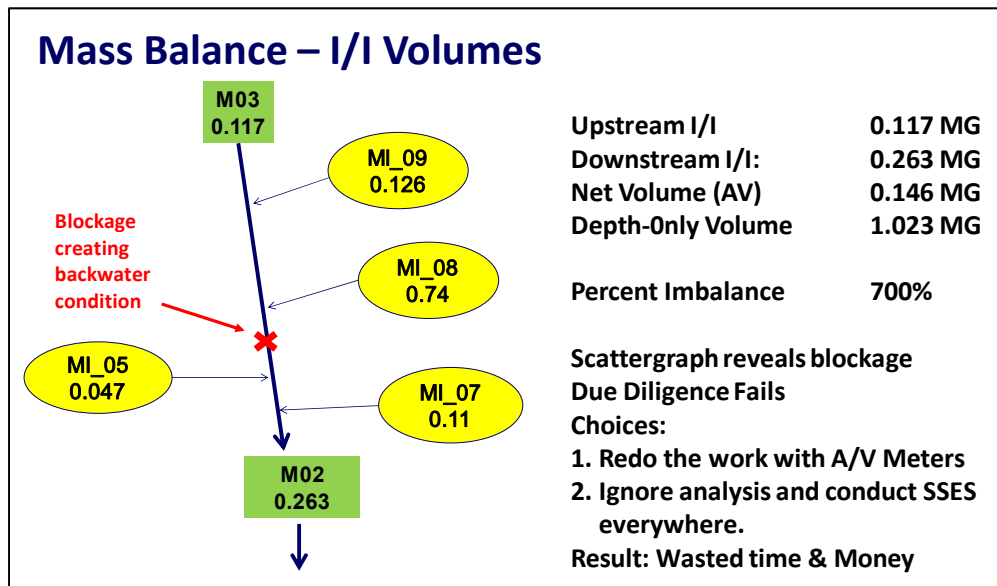 Mass Balance – I/I Volumes
M03
0.117
MI_09
0.126
Blockage
creating
backwater
condition
MI_08
0.74
MI_05
0.047
MI_07
0.11
M02
0.263
Upstream I/I 0.117 MG
Downstream I/I: 0.263 MG
Net Volume (AV) 0.146 MG
Depth-0nly Volume 1.023 MG
Percent Imbalance 700%
Scattergraph reveals blockage
Due Diligence Fails
Choices:
1. Redo the work with A/V Meters
2. Ignore analysis and conduct SSES
everywhere.
Result: Wasted time & Money